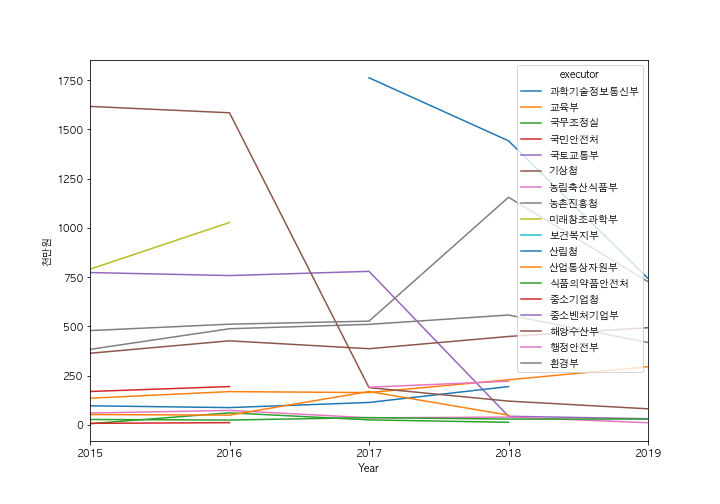 executor
과학기술정보통신부
교육부
국무조정실
국민안전처
국토교통부
기상청
농림축산식품부
농촌진흥청
미래창조과학부
보건복지부
산림청
산업통상자원부
식품의약품안전처
중소기업청
중소벤처기업부
해양수산부
행정안전부
환경부
1750
1500
1250
1000
750
500
250
0
천만원
2015 2016 2017 2018 2019
Year